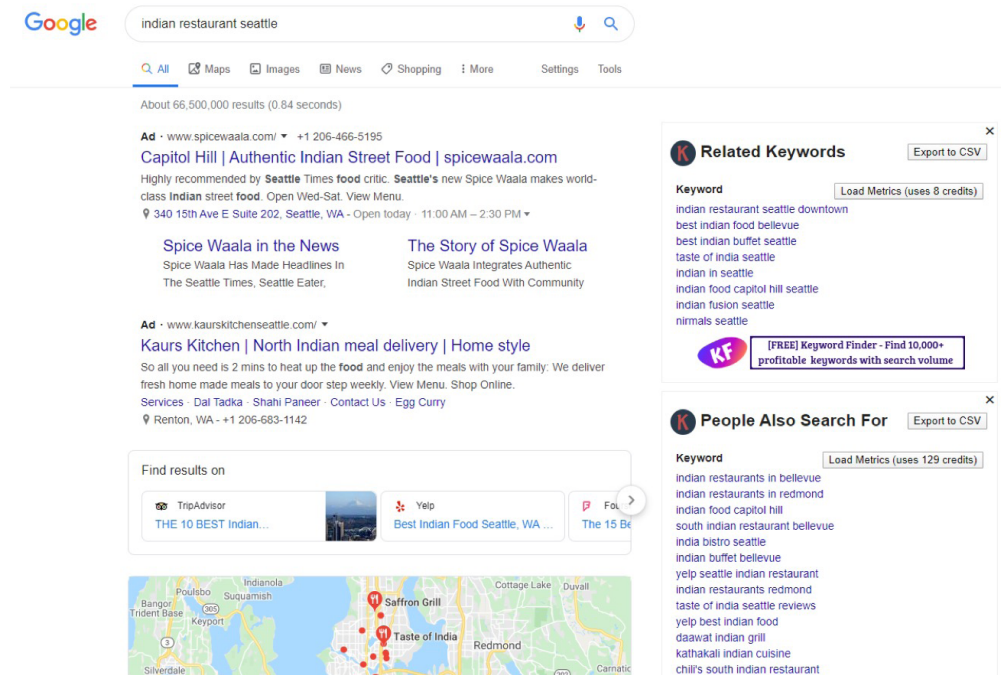 Google
indian restaurant seattle
All Maps Images News Shopping More Settings Tools
About 66,500,000 results (0.84 seconds)
Ad · www.spicewaala.com/ +1 206-466-5195
Capitol Hill | Authentic Indian Street Food | spicewaala.com
Highly recommended by Seattle Times food critic. Seattle's new Spice Waala makes world-
class Indian street food. Open Wed-Sat. View Menu.
340 15th Ave E Suite 202, Seattle, WA - Open today · 11:00 AM – 2:30 PM
Spice Waala in the News
Spice Waala Has Made Headlines In
The Seattle Times, Seattle Eater,
The Story of Spice Waala
Spice Waala Integrates Authentic
Indian Street Food With Community
Ad · www.kaurskitchenseattle.com/
Kaurs Kitchen | North Indian meal delivery | Home style
So all you need is 2 mins to heat up the food and enjoy the meals with your family: We deliver
fresh home made meals to your door step weekly. View Menu. Shop Online.
Services · Dal Tadka · Shahi Paneer · Contact Us · Egg Curry
Renton, WA - +1 206-683-1142
Find results on
TripAdvisor
THE 10 BEST Indian...
Yelp
Best Indian Food Seattle, WA ...
Fou
The 15 Be
Indianola
Poulsbo
Suquamish
Bangor
Trident Base
305
Keyport
3
Silverdale
Saffron Grill
Taste of India
Cottage Lake
Duvall
Redmond
Carnatic
202
K
Related Keywords
Export to CSV
Keyword
Load Metrics (uses 8 credits)
indian restaurant seattle downtown
best indian food bellevue
best indian buffet seattle
taste of india seattle
indian in seattle
indian food capitol hill seattle
indian fusion seattle
nirmals seattle
KF
[FREE] Keyword Finder - Find 10,000+
profitable keywords with search volume
K
People Also Search For
Export to CSV
Keyword
Load Metrics (uses 129 credits)
indian restaurants in bellevue
indian restaurants in redmond
indian food capitol hill
south indian restaurant bellevue
india bistro seattle
indian buffet bellevue
yelp seattle indian restaurant
indian restaurants redmond
taste of india seattle reviews
yelp best indian food
daawat indian grill
kathakali indian cuisine
chili's south indian restaurant